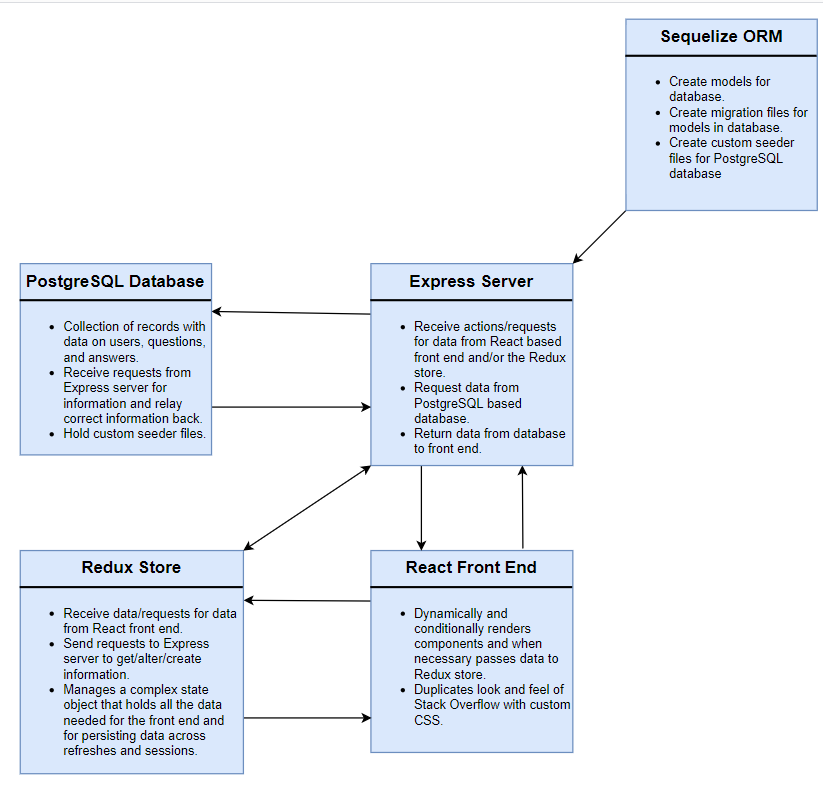 Sequelize ORM
• Create models for
database.
• Create migration files for
models in database.
• Create custom seeder
files for PostgreSQL
database
PostgreSQL Database
• Collection of records with
data on users, questions,
and answers.
• Receive requests from
Express server for
information and relay
correct information back.
• Hold custom seeder files.
Express Server
• Receive actions/requests
for data from React based
front end and/or the Redux
store.
• Request data from
PostgreSQL based
database.
• Return data from database
to front end.
Redux Store
• Receive data/requests for data
from React front end.
• Send requests to Express
server to get/alter/create
information.
• Manages a complex state
object that holds all the data
needed for the front end and
for persisting data across
refreshes and sessions.
React Front End
• Dynamically and
conditionally renders
components and when
necessary passes data to
Redux store.
• Duplicates look and feel of
Stack Overflow with custom
CSS.